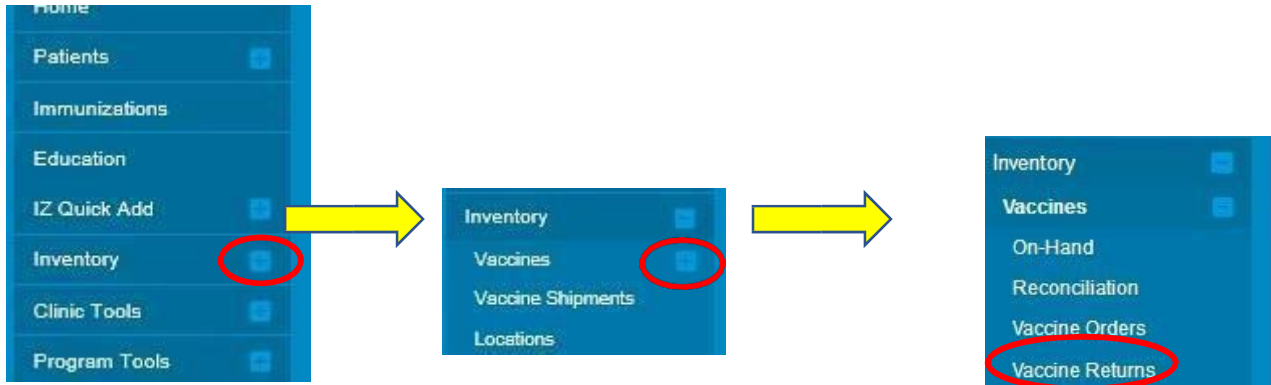 Home
Patients
Immunizations
Education
IZ Quick Add
Inventory
Clinic Tools
Program Tools
Inventory
Vaccines
Vaccine Shipments
Locations
Inventory
Vaccines
On-Hand
Reconciliation
Vaccine Orders
Vaccine Returns